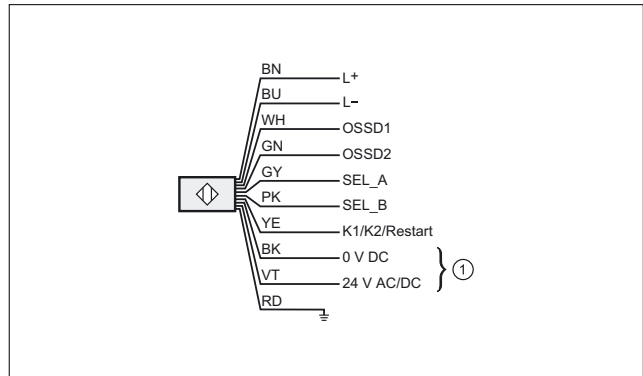 BN L+
BU L–
WH OSSD1
GN OSSD2
GY SEL_A
PK SEL_B
YE K1/K2/Restart
BK 0 V DC
VT 24 V AC/DC
1
RD